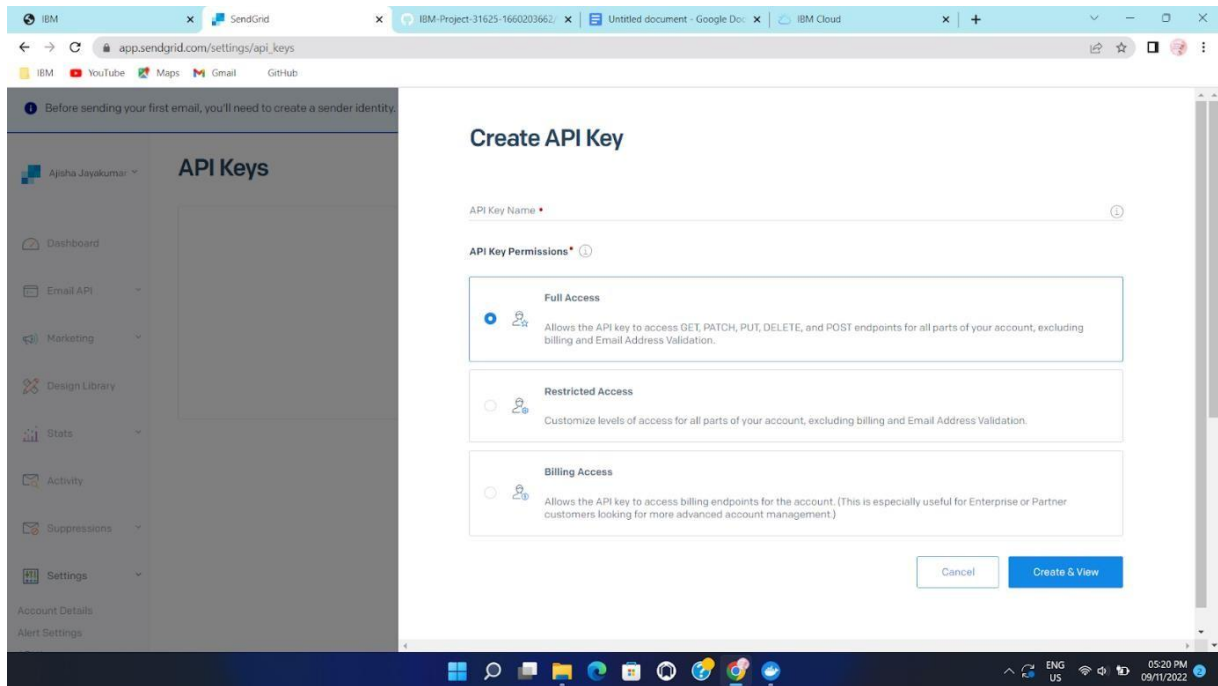 IBM
SendGrid
IBM-Project-31625-1660203662/
Untitled document - Google Doc
IBM Cloud
app.sendgrid.com/settings/api_keys
IBM
YouTube
Maps
Gmail
GitHub
Before sending your first email, you'll need to create a sender identity.
Ajisha Jayakumar
API Keys
Dashboard
Email API
Marketing
Design Library
Stats
Activity
Suppressions
Settings
Account Details
Alert Settings
Create API Key
API Key Name •
API Key Permissions•
Full Access
Allows the API key to access GET, PATCH, PUT, DELETE, and POST endpoints for all parts of your account, excluding
billing and Email Address Validation.
Restricted Access
Customize levels of access for all parts of your account, excluding billing and Email Address Validation.
Billing Access
Allows the API key to access billing endpoints for the account. (This is especially useful for Enterprise or Partner
customers looking for more advanced account management.)
Cancel
Create & View
ENG
US
05:20 PM
09/11/2022